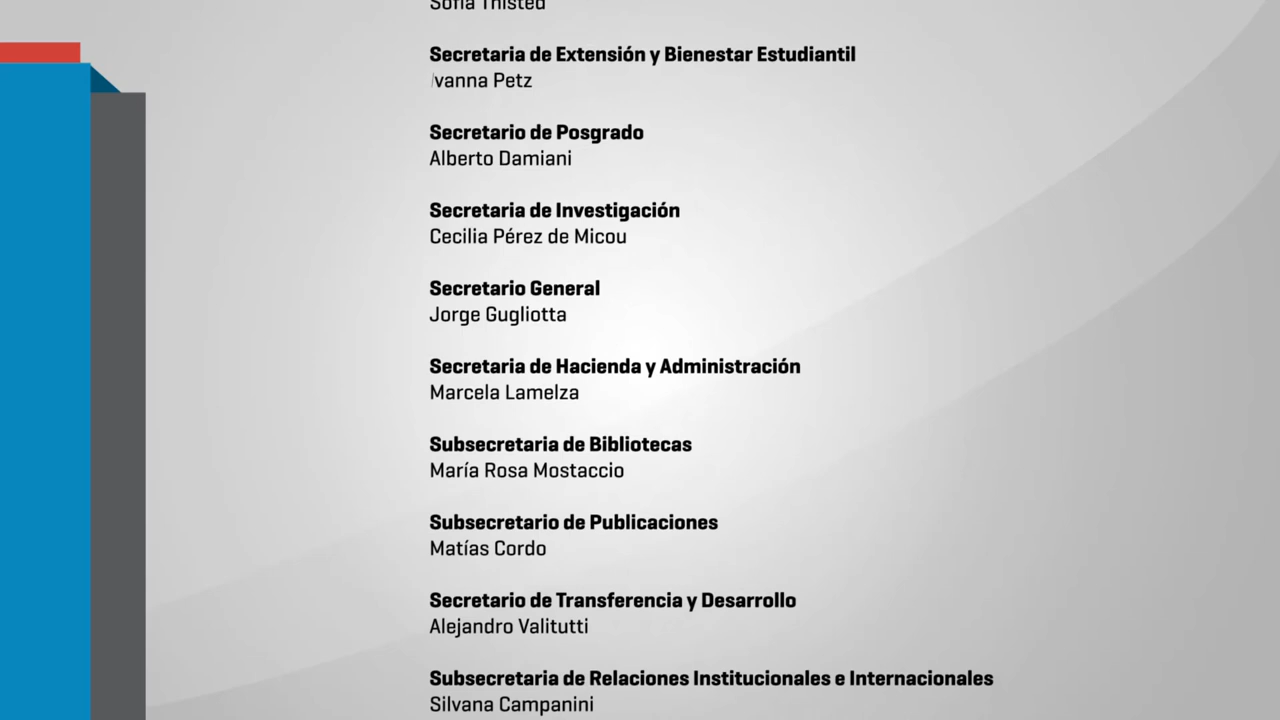 Sofía Thisted
Secretaria de Extensión y Bienestar Estudiantil
Ivanna Petz
Secretario de Posgrado
Alberto Damiani
Secretaria de Investigación
Cecilia Pérez de Micou
Secretario General
Jorge Gugliotta
Secretaria de Hacienda y Administración
Marcela Lamelza
Subsecretaria de Bibliotecas
María Rosa Mostaccio
Subsecretario de Publicaciones
Matías Cordo
Secretario de Transferencia y Desarrollo
Alejandro Valitutti
Subsecretaria de Relaciones Institucionales e Internacionales
Silvana Campanini